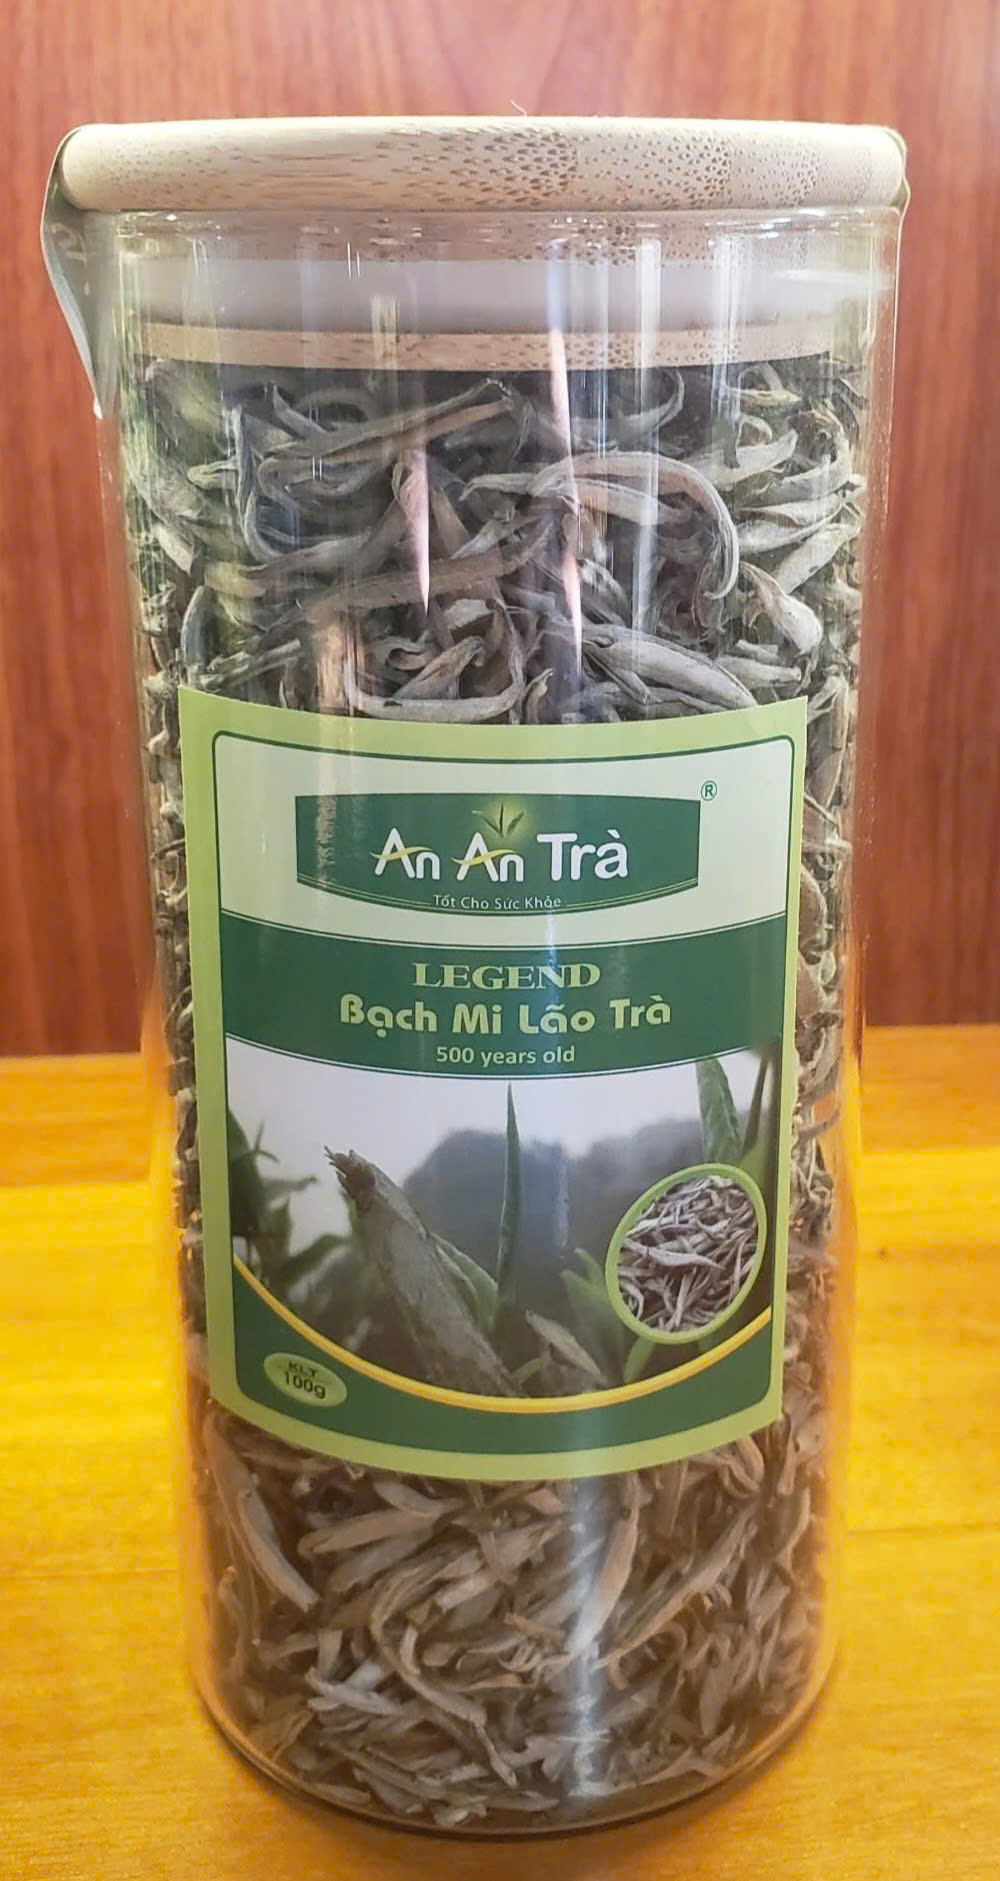 An An Trà ®
Tốt Cho Sức Khỏe
LEGEND
Bạch Mi Lão Trà
500 years old
KLT
100g